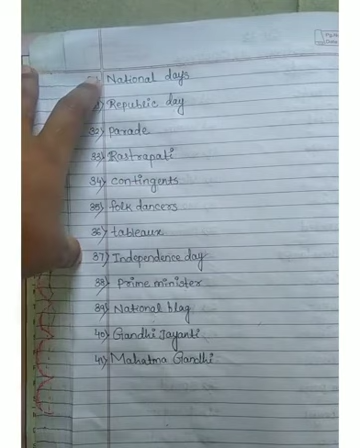 National days
Republic day
32) Parade
33) Rastrapati
34) contingents
35) folk dancers
36) tableaux
37) Independence day
38) Prime minister
39) National blag
40) Gandhi Jayanti
41) Mahatma Gandhi